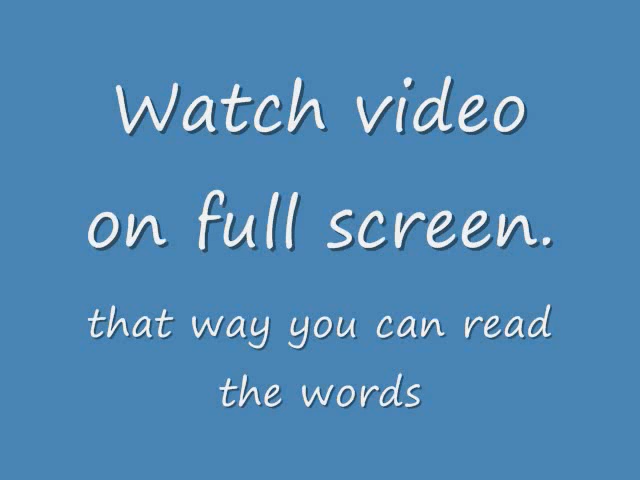 Watch video
on full screen.
that way you can read
the words